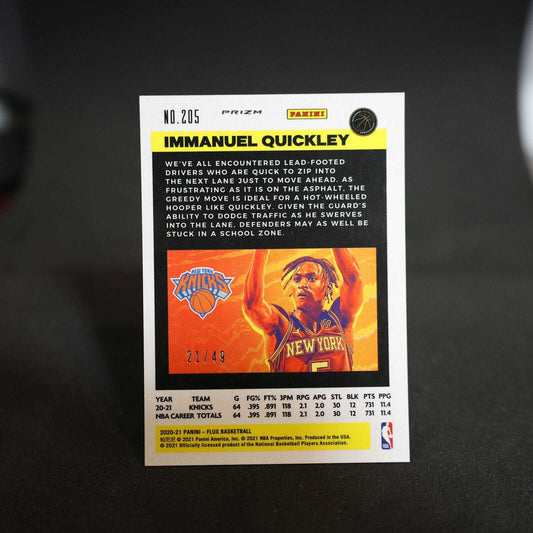 NO.205 PRIZM PANINI
IMMANUEL QUICKLEY
WE'VE ALL ENCOUNTERED LEAD-FOOTED
DRIVERS WHO ARE QUICK TO ZIP INTO
THE NEXT LANE JUST TO MOVE AHEAD. AS
FRUSTRATING AS IT IS ON THE ASPHALT, THE
GREEDY MOVE IS IDEAL FOR A HOT-WHEELED
HOOPER LIKE QUICKLEY. GIVEN THE GUARD'S
ABILITY TO DODGE TRAFFIC AS HE SWERVES
INTO THE LANE, DEFENDERS MAY AS WELL BE
STUCK IN A SCHOOL ZONE.
NEW YORK
KNICKS
NEW YORK
5
21/49
YEAR TEAM G FG% FT% 3PM RPG APG STL BLK PTS PPG
20-21 KNICKS 64 .395 .891 118 2.1 2.0 30 12 731 11.4
NBA CAREER TOTALS 64 .395 .891 118 2.1 2.0 30 12 731 11.4
2020-21 PANINI – FLUX BASKETBALL
帕尼尼 © 2021 Panini America, Inc. © 2021 NBA Properties, Inc. Produced in the USA.
© 2021 Officially licensed product of the National Basketball Players Association.
NBA